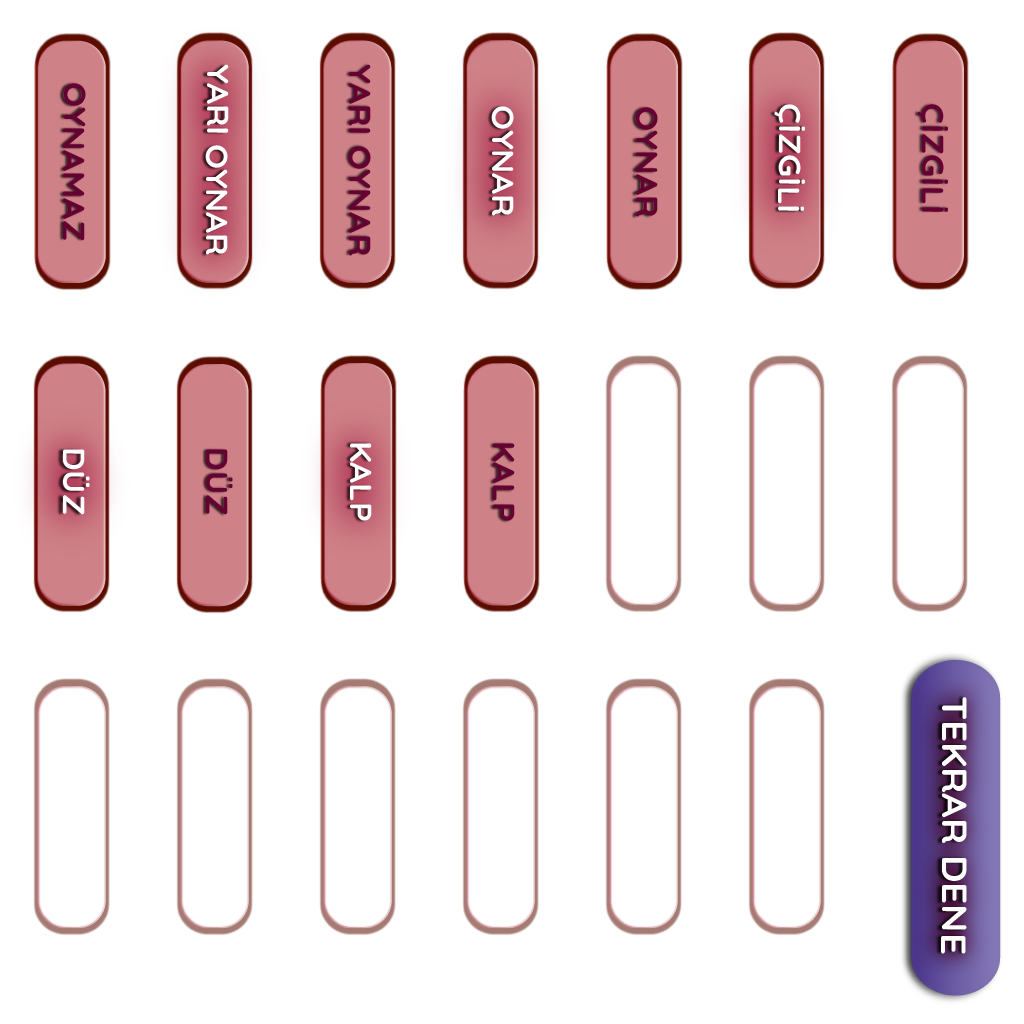 OYNAMAZ
YARI OYNAR
YARI OYNAR
OYNAR
OYNAR
ÇİZGİLİ
ÇİZGİLİ
DÜZ
DÜZ
KALP
KALP
TEKRAR DENE